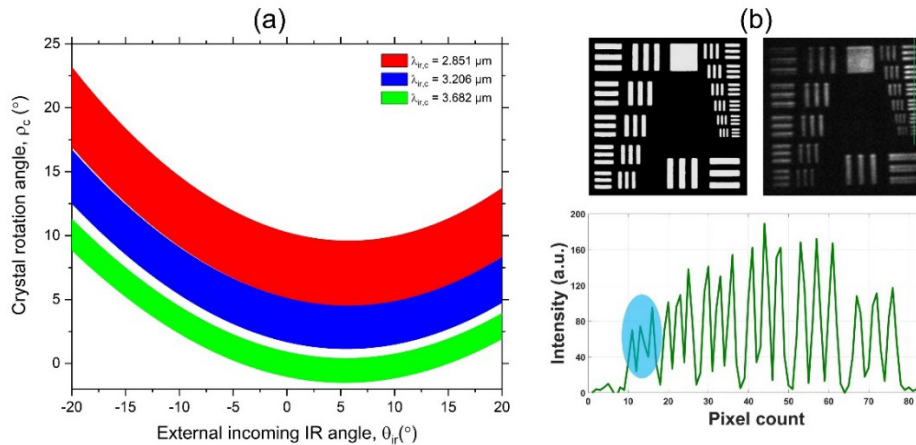 (a)
(b)
25
20
15
10
5
0
Crystal rotation angle, ρc (°)
λir,c = 2.851 µm
λir,c = 3.206 µm
λir,c = 3.682 µm
-20 -15 -10 -5 0 5 10 15 20
External incoming IR angle, θir(°)
200
160
120
80
40
0
Intensity (a.u.)
0 10 20 30 40 50 60 70 80
Pixel count